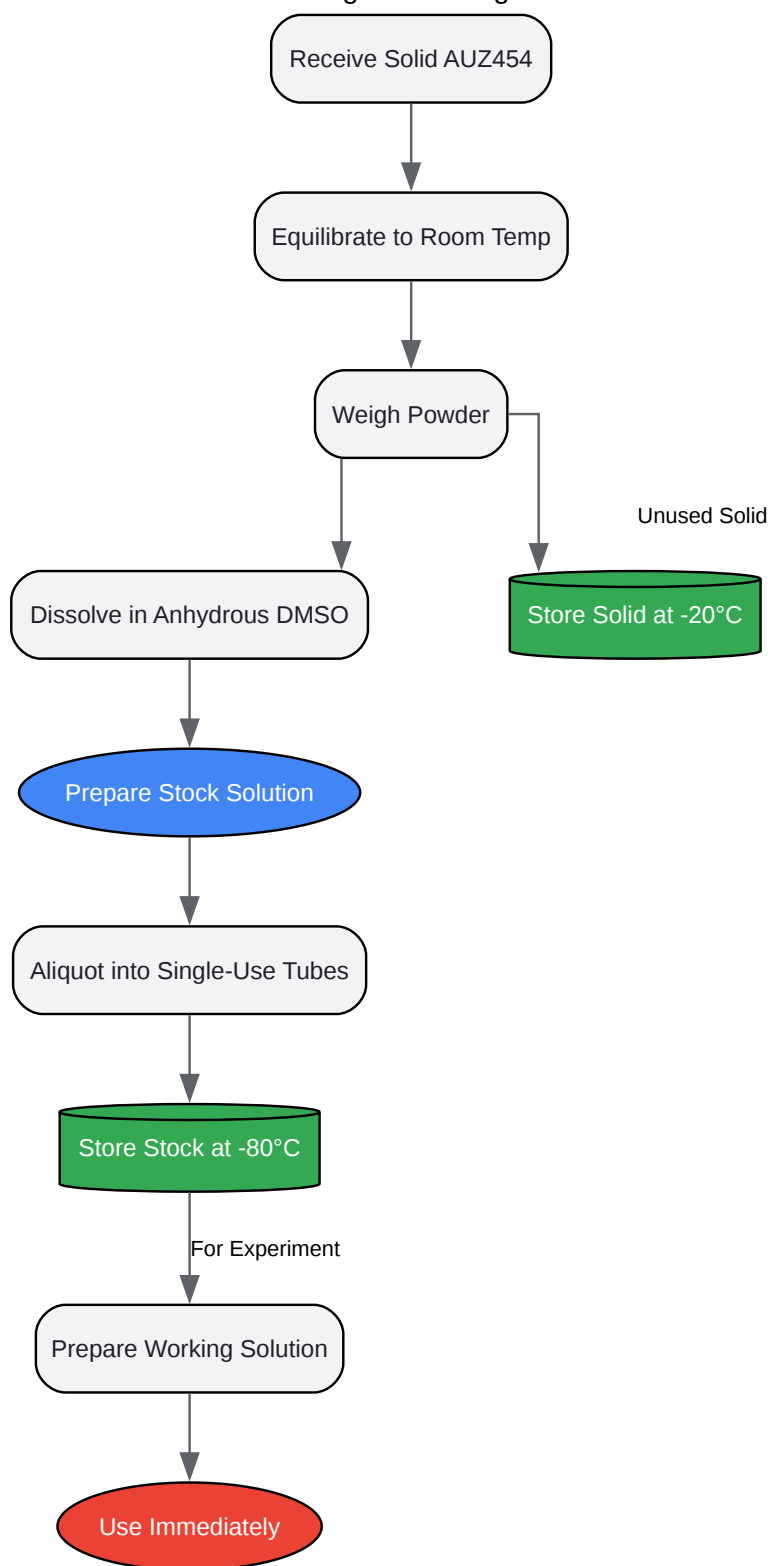 Receive Solid AUZ454
Equilibrate to Room Temp
Weigh Powder
Unused Solid
Dissolve in Anhydrous DMSO
Store Solid at -20°C
Prepare Stock Solution
Aliquot into Single-Use Tubes
Store Stock at -80°C
For Experiment
Prepare Working Solution
Use Immediately